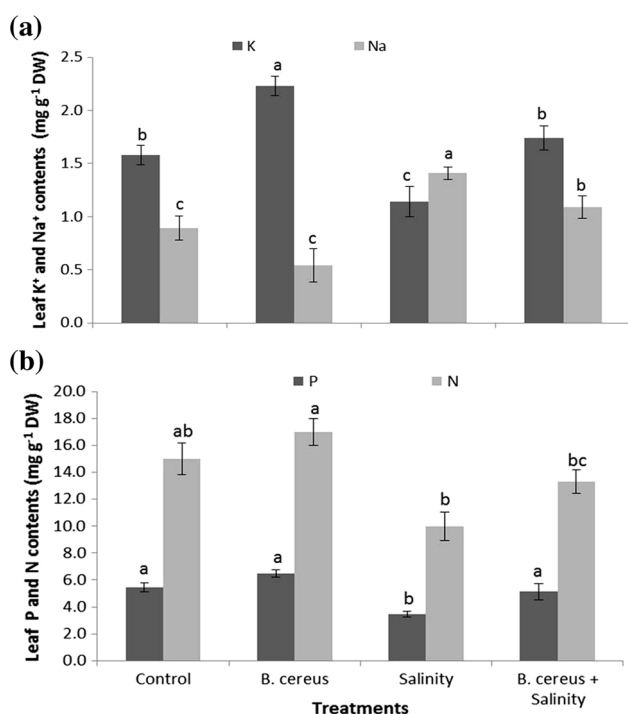 (a)
K Na
Leaf K⁺ and Na⁺ contents (mg g⁻¹ DW)
2.5
2.0
1.5
1.0
0.5
0.0
b c a c c a b b
(b)
P N
Leaf P and N contents (mg g⁻¹ DW)
20.0
18.0
16.0
14.0
12.0
10.0
8.0
6.0
4.0
2.0
0.0
a ab a a b b a bc
Control B. cereus Salinity B. cereus +
Salinity
Treatments